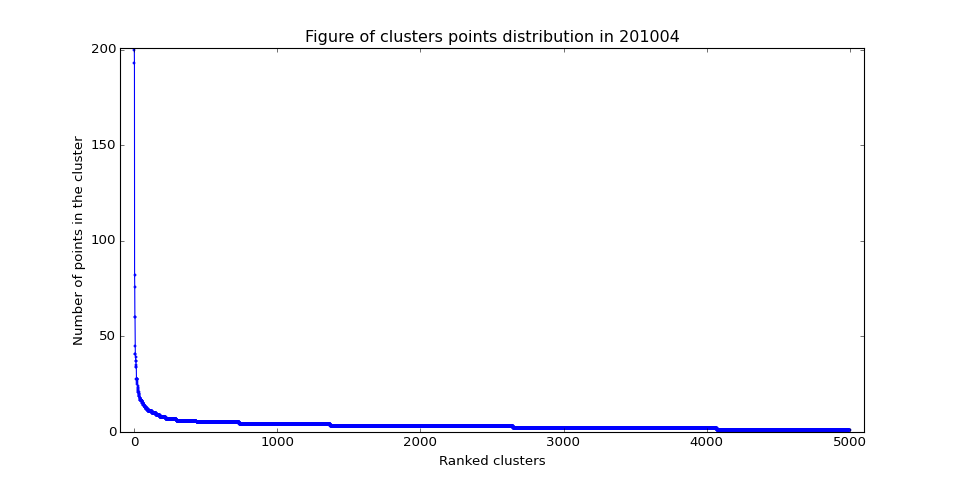 Figure of clusters points distribution in 201004
200
150
100
50
0
Number of points in the cluster
0 1000 2000 3000 4000 5000
Ranked clusters